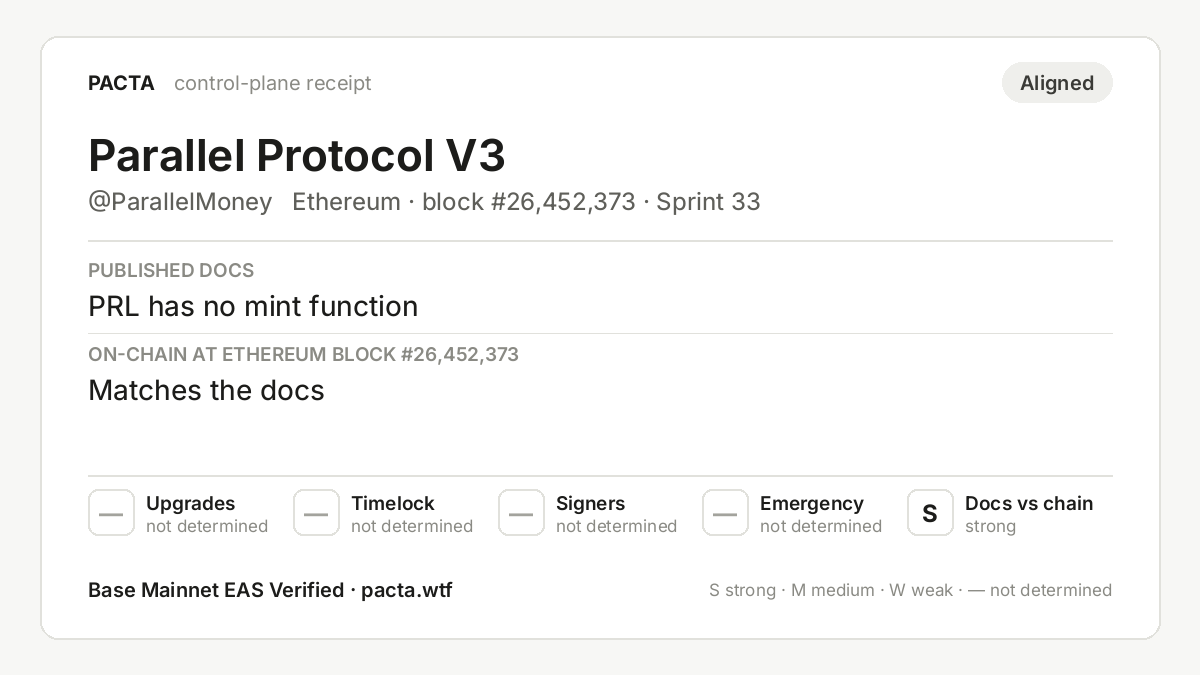 PACTA control-plane receipt Aligned
Parallel Protocol V3
@ParallelMoney Ethereum · block #26,452,373 · Sprint 33
PUBLISHED DOCS
PRL has no mint function
ON-CHAIN AT ETHEREUM BLOCK #26,452,373
Matches the docs
— Upgrades — Timelock — Signers — Emergency S Docs vs chain
not determined not determined not determined not determined strong
Base Mainnet EAS Verified · pacta.wtf S strong · M medium · W weak · — not determined